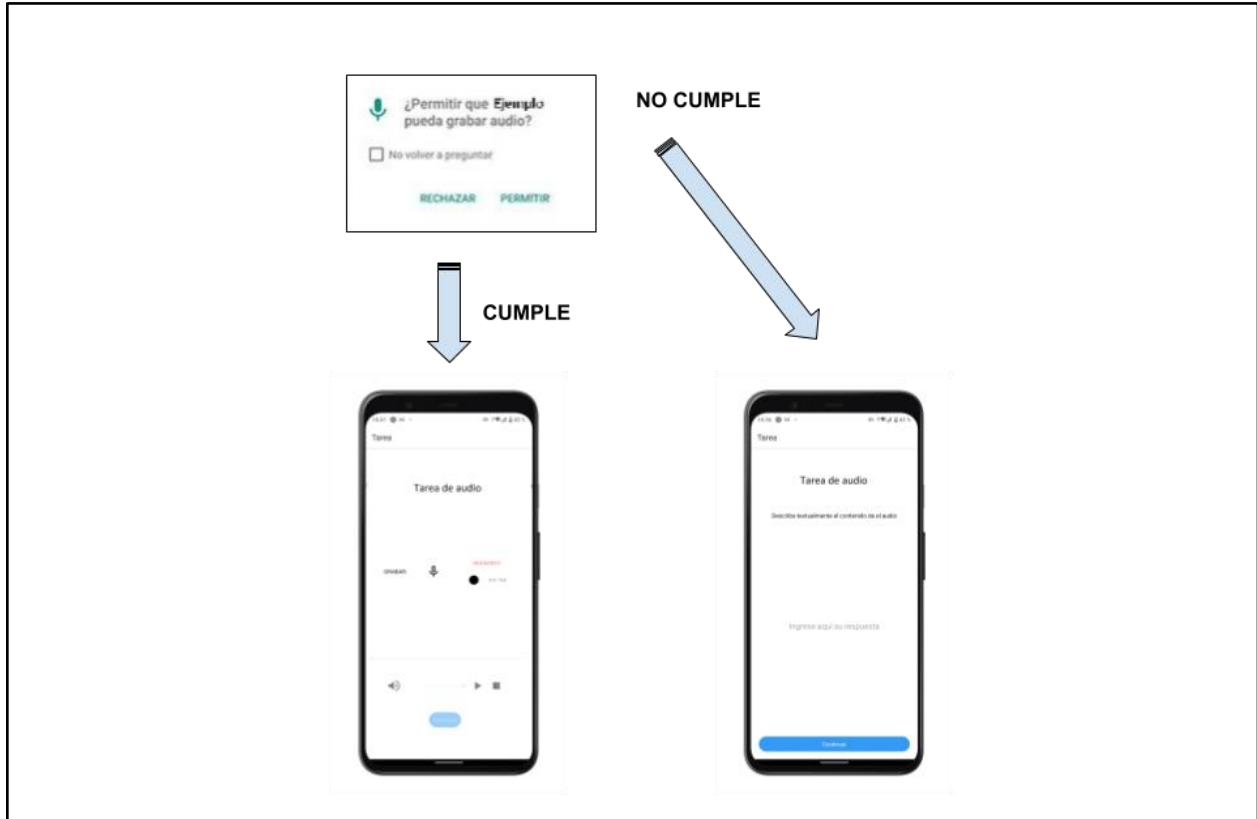 ¿Permitir que Ejemplo
pueda grabar audio?
No volver a preguntar
RECHAZAR PERMITIR
NO CUMPLE
CUMPLE
Tarea
Tarea de audio
GRABAR
Tarea
Tarea de audio
Describa textualmente el contenido de el audio
Ingrese aquí su respuesta
Continuar